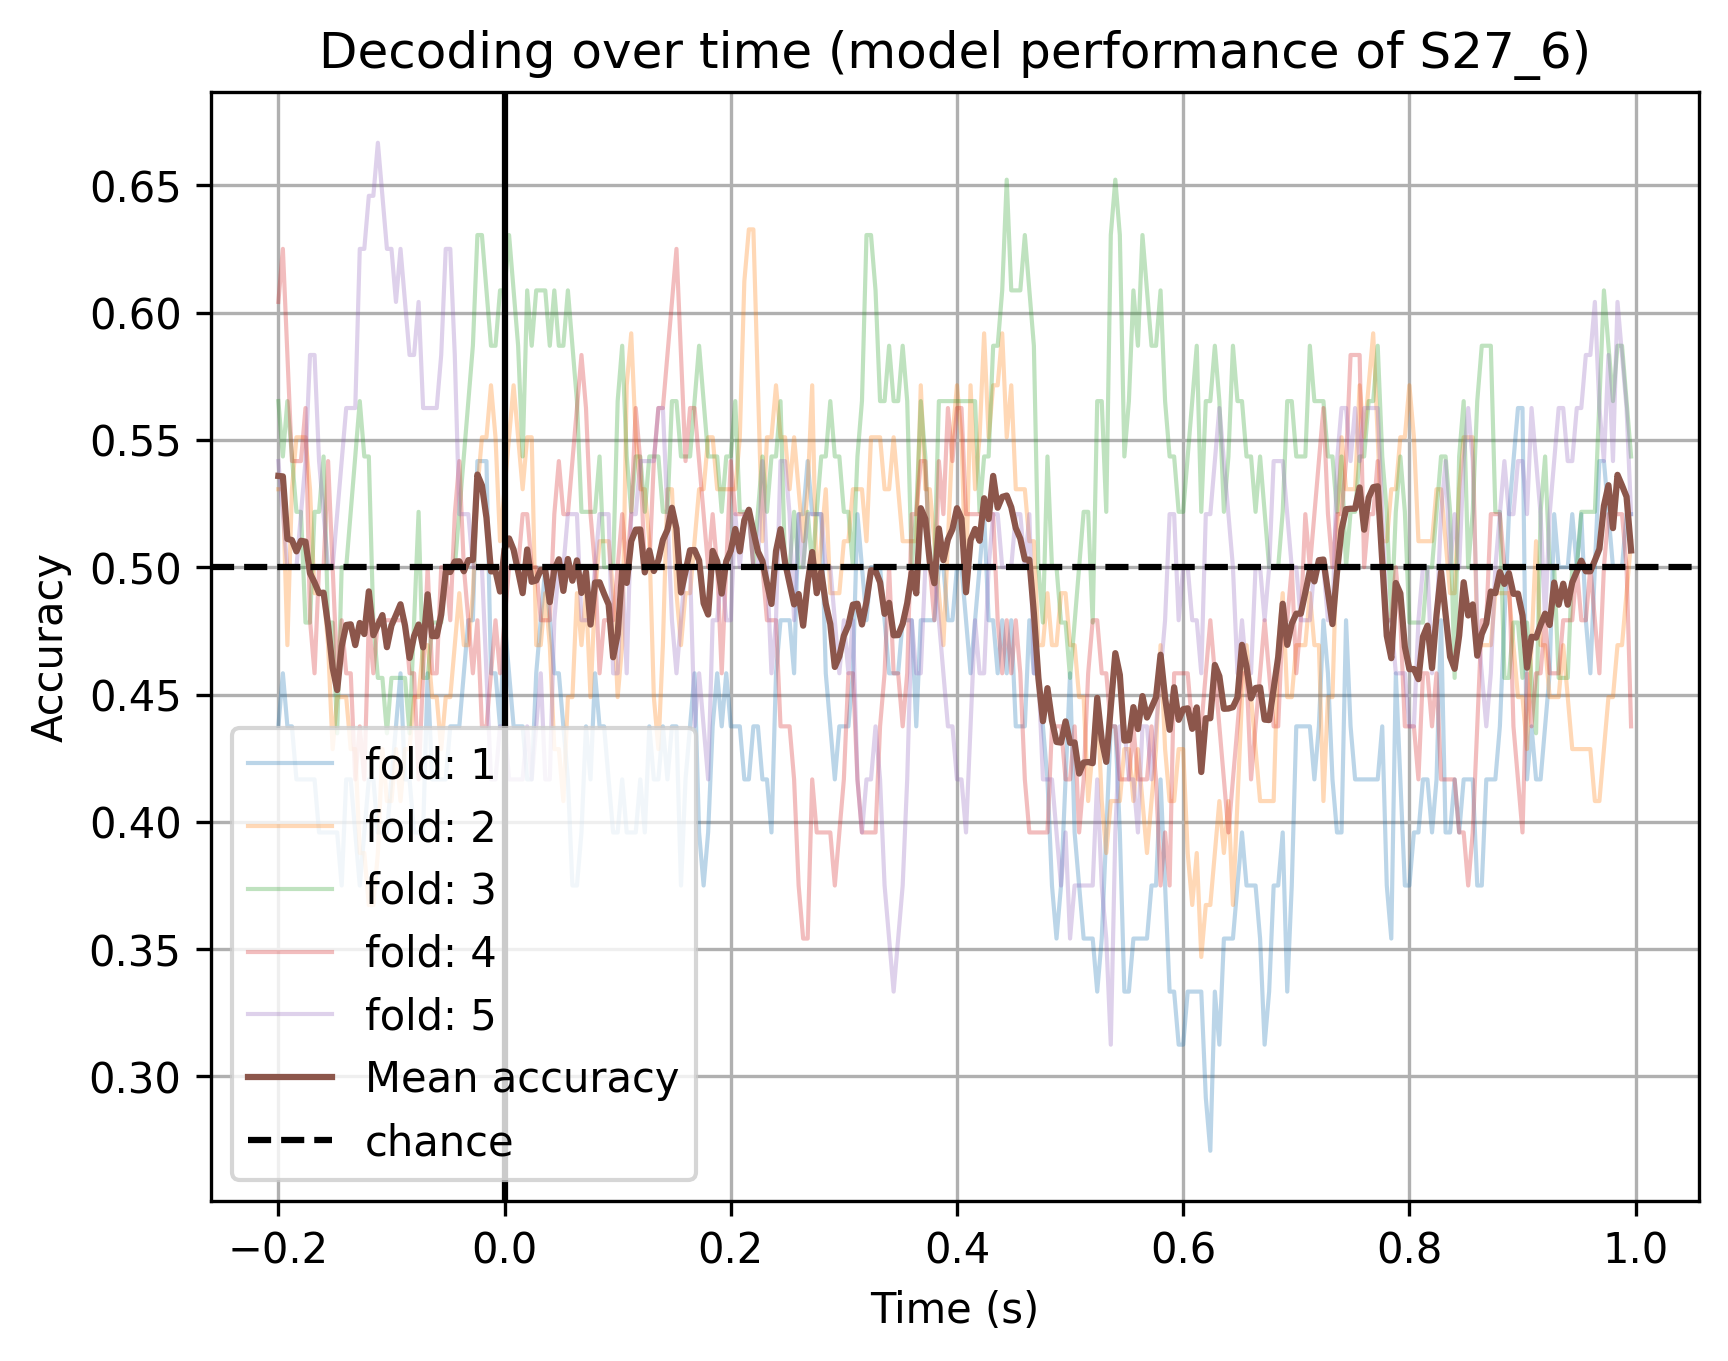 Decoding over time (model performance of S27_6)
Accuracy
0.65
0.60
0.55
0.50
0.45
0.40
0.35
0.30
fold: 1
fold: 2
fold: 3
fold: 4
fold: 5
Mean accuracy
chance
−0.2 0.0 0.2 0.4 0.6 0.8 1.0
Time (s)